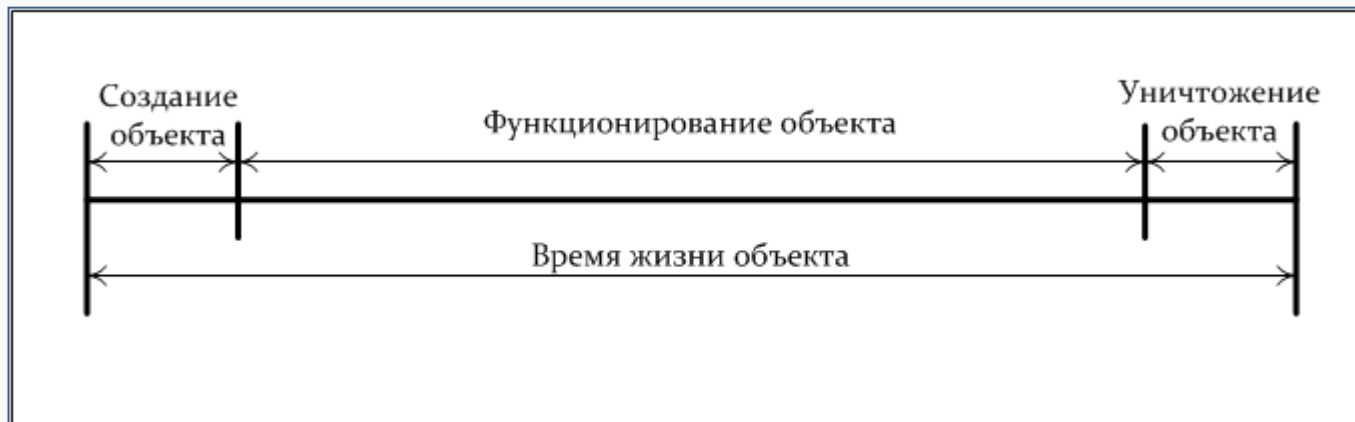 Создание
объекта
Функционирование объекта
Уничтожение
объекта
Время жизни объекта